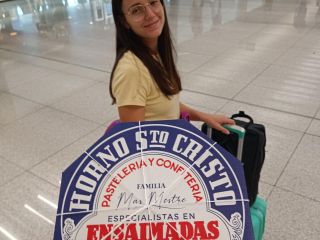 HORNO Sto CRISTO
PASTELERIA Y CONFITERIA
FAMILIA
Mas Mestre
ESPECIALISTAS EN
ENSAIMADAS